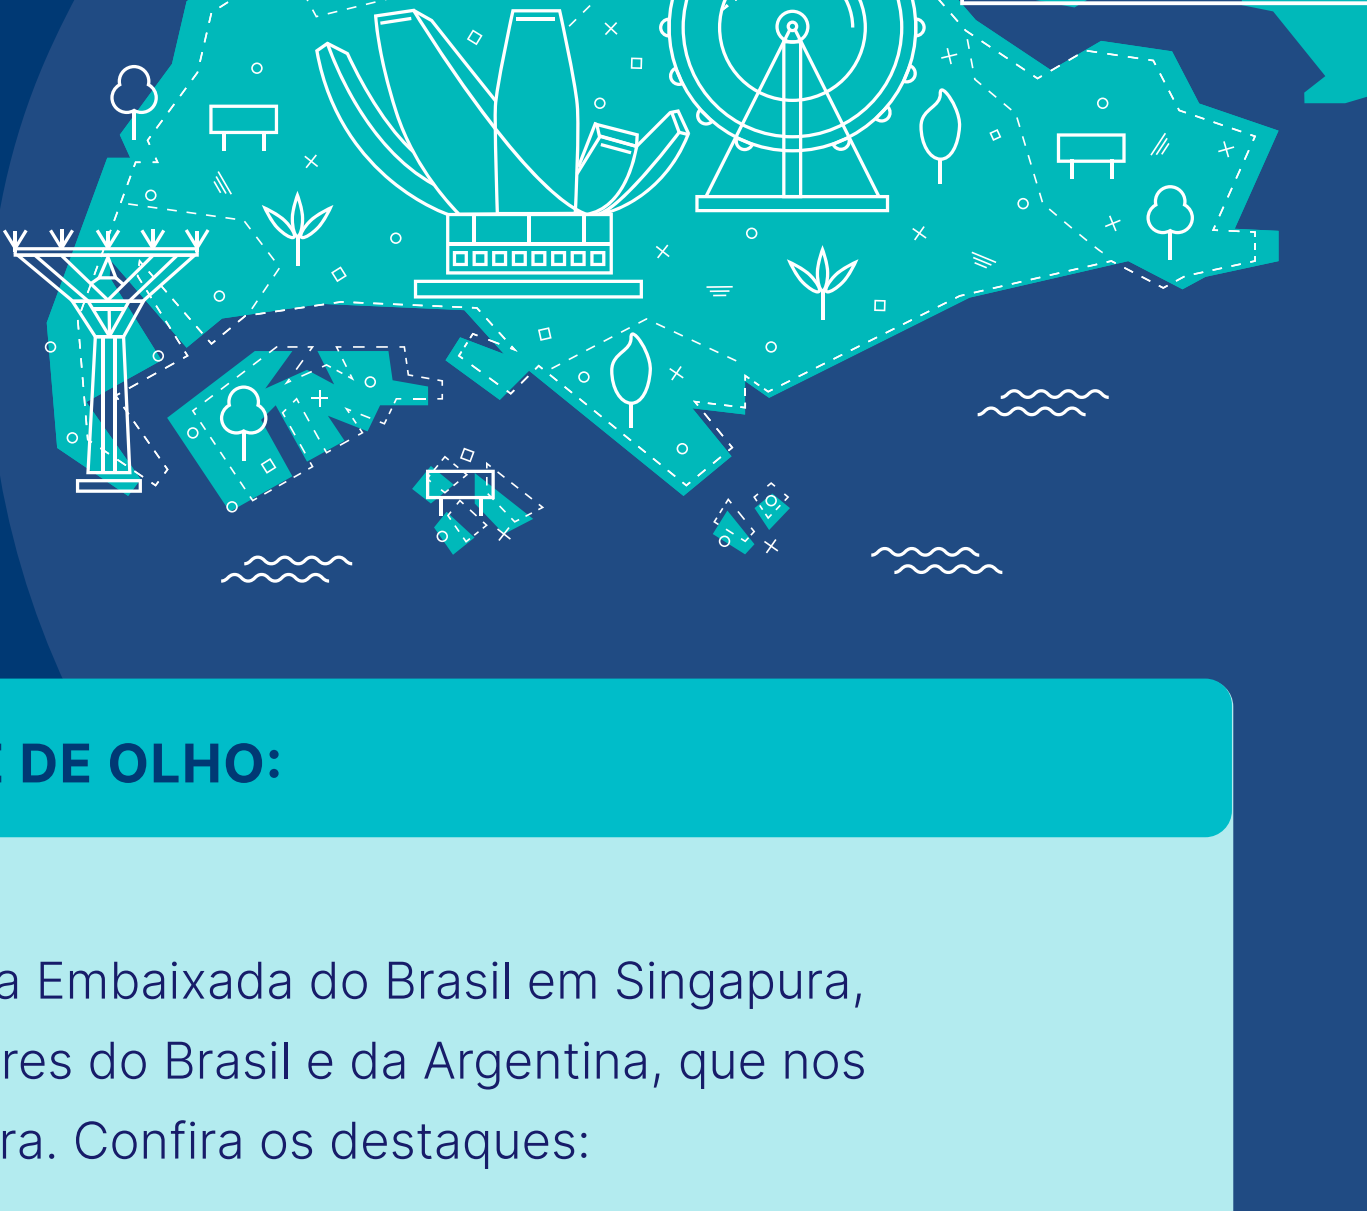 DE OLHO:
a Embaixada do Brasil em Singapura,
res do Brasil e da Argentina, que nos
ra. Confira os destaques: